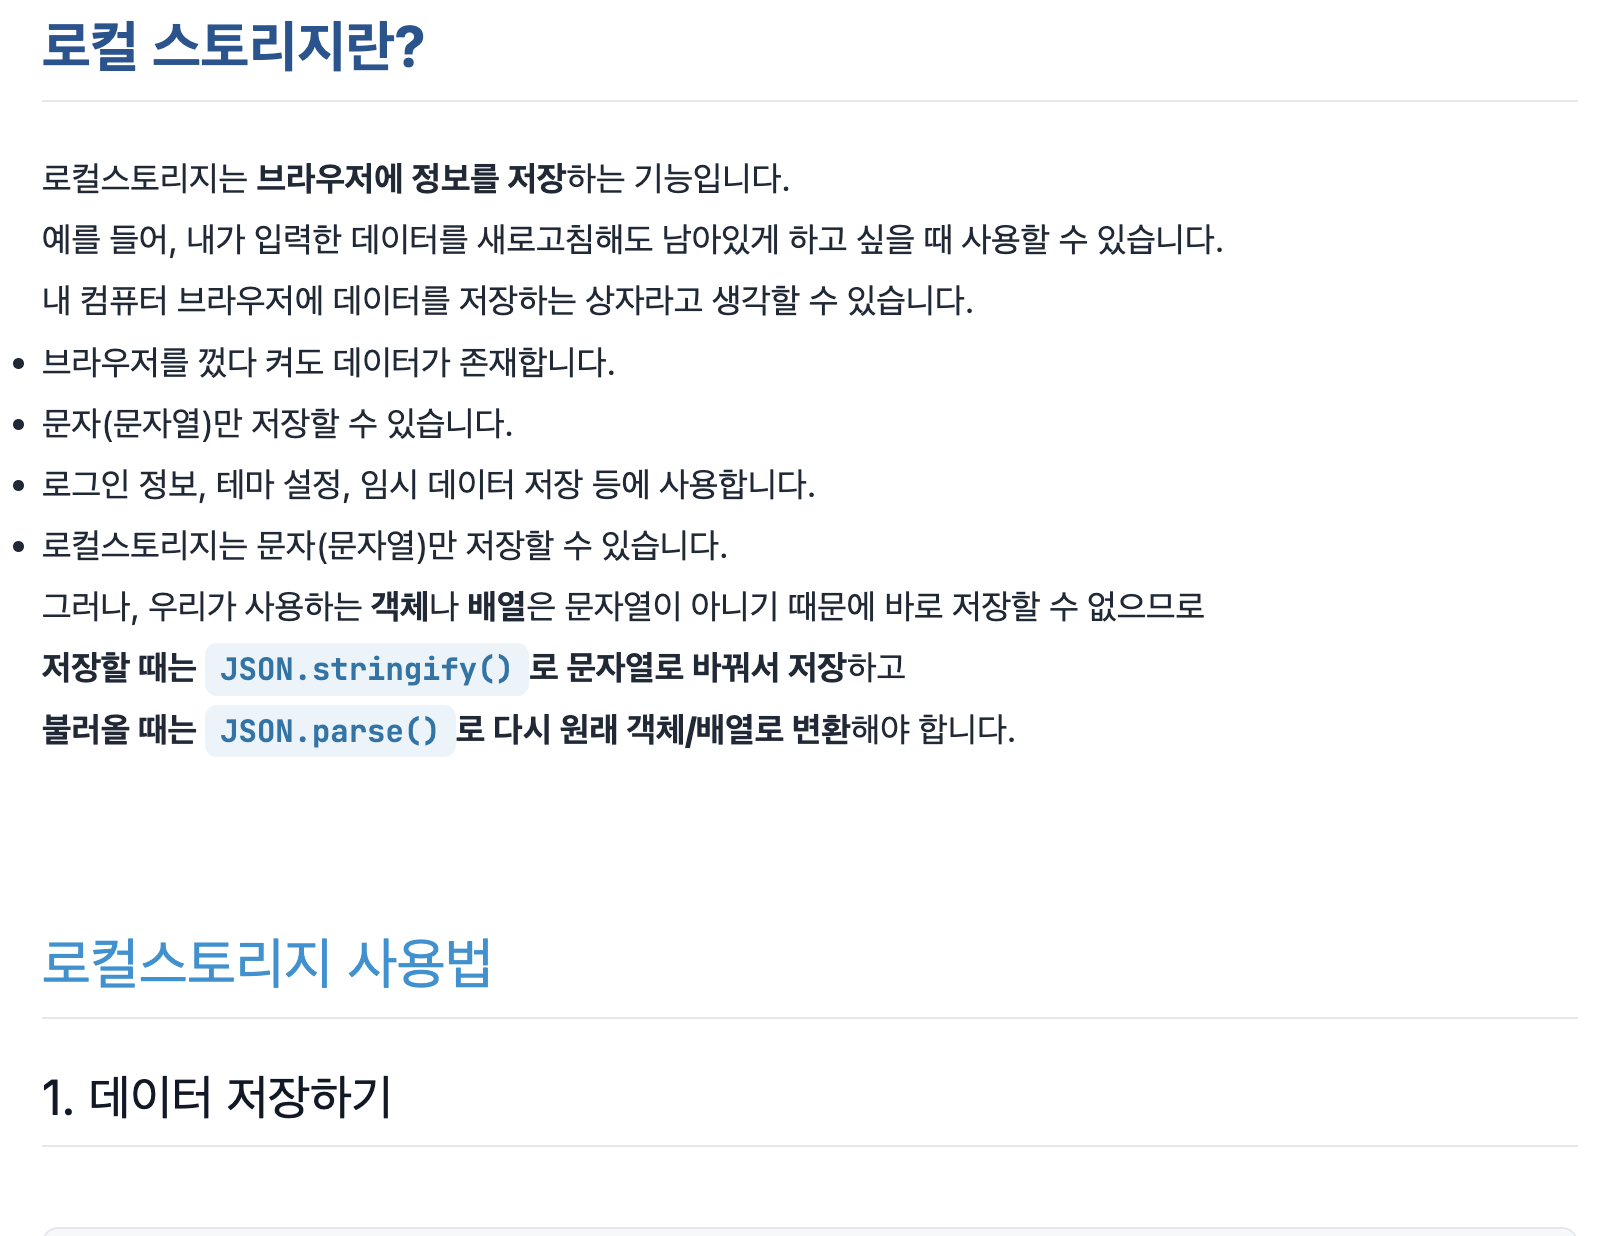 로컬 스토리지란?
로컬스토리지는 브라우저에 정보를 저장하는 기능입니다.
예를 들어, 내가 입력한 데이터를 새로고침해도 남아있게 하고 싶을 때 사용할 수 있습니다.
내 컴퓨터 브라우저에 데이터를 저장하는 상자라고 생각할 수 있습니다.
• 브라우저를 껐다 켜도 데이터가 존재합니다.
• 문자(문자열)만 저장할 수 있습니다.
• 로그인 정보, 테마 설정, 임시 데이터 저장 등에 사용합니다.
• 로컬스토리지는 문자(문자열)만 저장할 수 있습니다.
그러나, 우리가 사용하는 객체나 배열은 문자열이 아니기 때문에 바로 저장할 수 없으므로
저장할 때는 JSON.stringify()로 문자열로 바꿔서 저장하고
불러올 때는 JSON.parse()로 다시 원래 객체/배열로 변환해야 합니다.
로컬스토리지 사용법
1. 데이터 저장하기